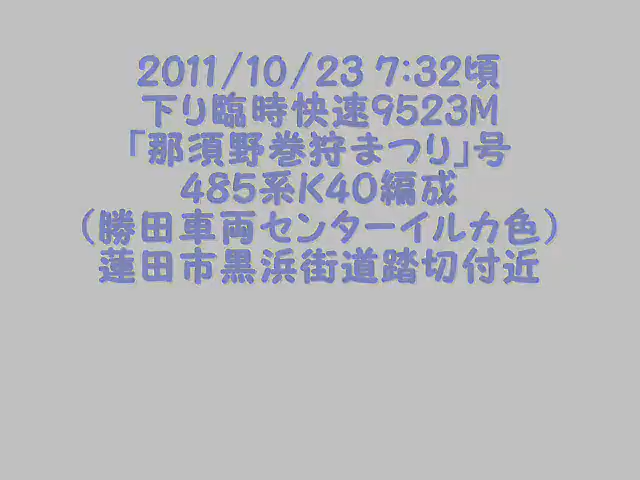 2011/10/23 7:32頃
下り臨時快速9523M
「那須野巻狩まつり」号
485系K40編成
（勝田車両センターイルカ色）
蓮田市黒浜街道踏切付近